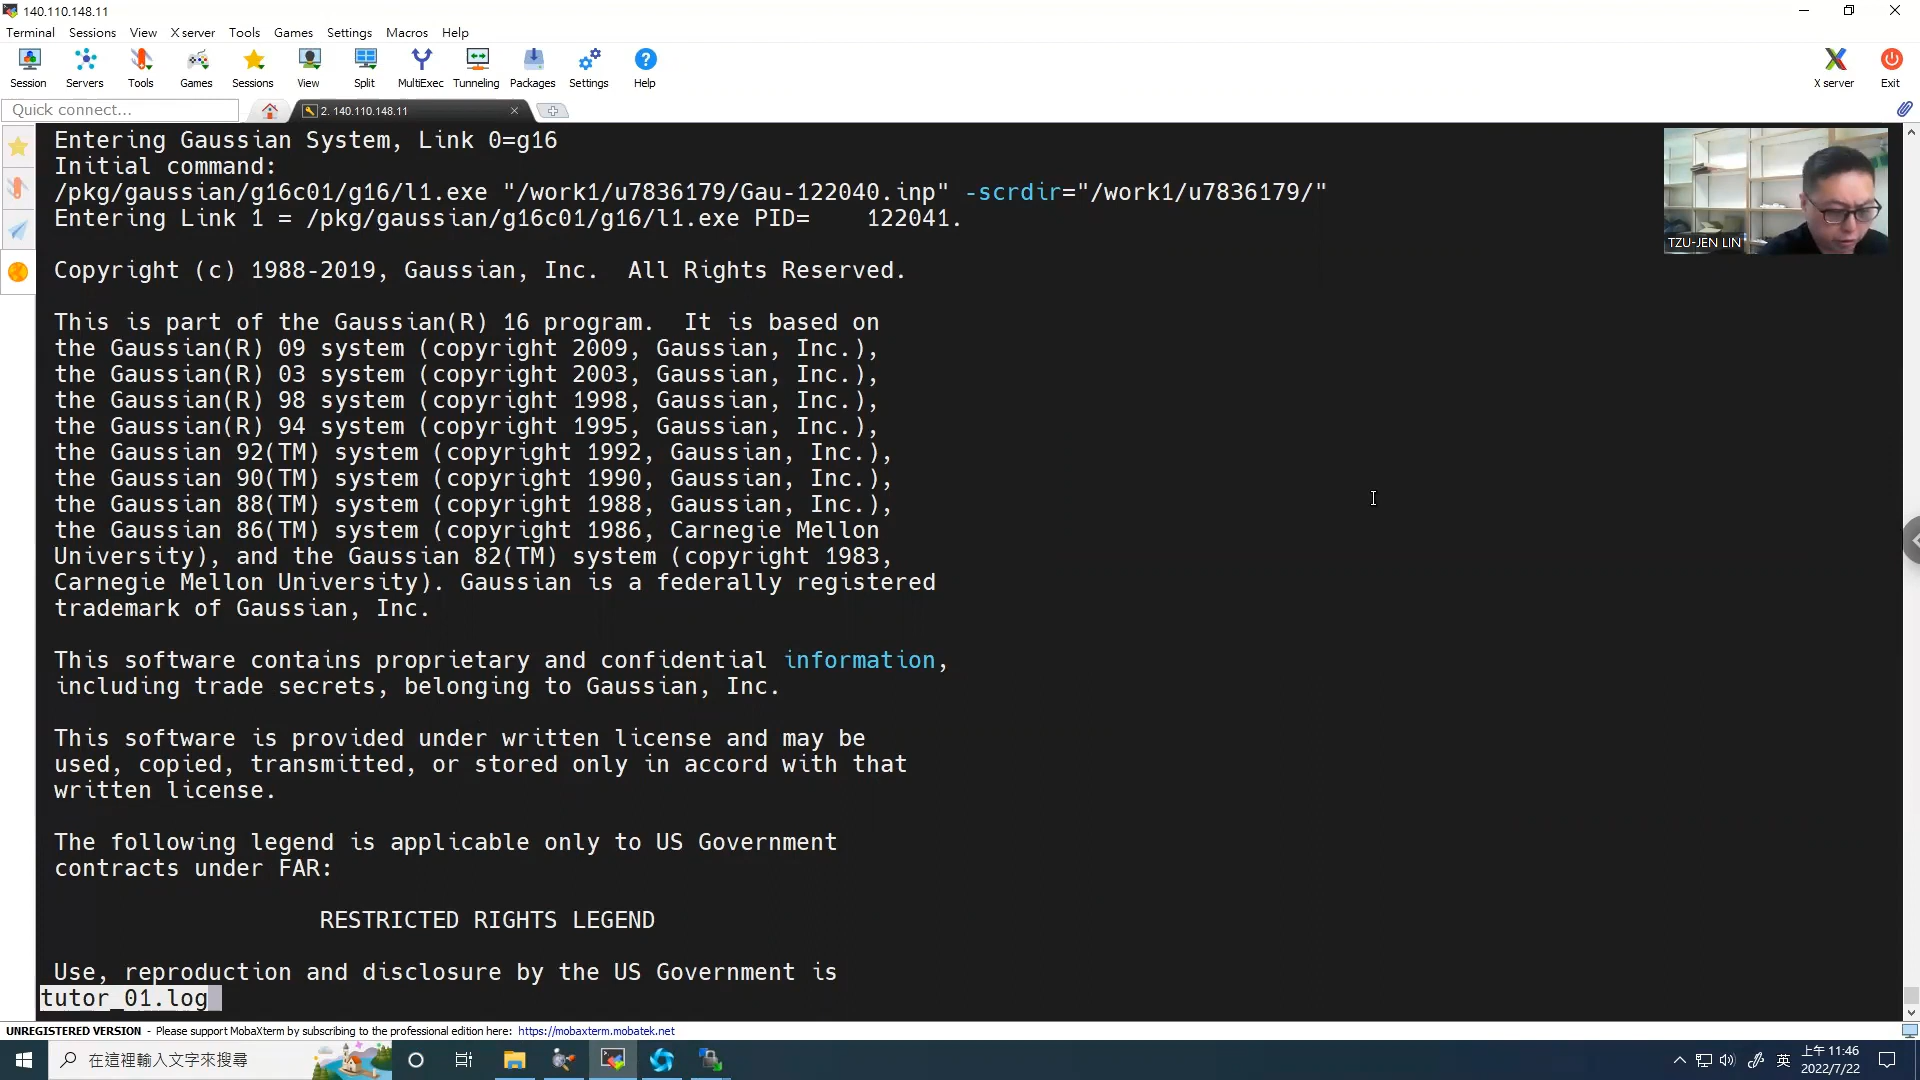 140.110.148.11
Terminal Sessions View X server Tools Games Settings Macros Help
Session Servers Tools Games Sessions View Split MultiExec Tunneling Packages Settings Help X server Exit
Quick connect... 2. 140.110.148.11
Entering Gaussian System, Link 0=g16
Initial command:
/pkg/gaussian/g16c01/g16/l1.exe "/work1/u7836179/Gau-122040.inp" -scrdir="/work1/u7836179/"
Entering Link 1 = /pkg/gaussian/g16c01/g16/l1.exe PID=    122041.
TZU-JEN LIN
Copyright (c) 1988-2019, Gaussian, Inc.  All Rights Reserved.
This is part of the Gaussian(R) 16 program.  It is based on
the Gaussian(R) 09 system (copyright 2009, Gaussian, Inc.),
the Gaussian(R) 03 system (copyright 2003, Gaussian, Inc.),
the Gaussian(R) 98 system (copyright 1998, Gaussian, Inc.),
the Gaussian(R) 94 system (copyright 1995, Gaussian, Inc.),
the Gaussian 92(TM) system (copyright 1992, Gaussian, Inc.),
the Gaussian 90(TM) system (copyright 1990, Gaussian, Inc.),
the Gaussian 88(TM) system (copyright 1988, Gaussian, Inc.),
the Gaussian 86(TM) system (copyright 1986, Carnegie Mellon
University), and the Gaussian 82(TM) system (copyright 1983,
Carnegie Mellon University). Gaussian is a federally registered
trademark of Gaussian, Inc.
This software contains proprietary and confidential information,
including trade secrets, belonging to Gaussian, Inc.
This software is provided under written license and may be
used, copied, transmitted, or stored only in accord with that
written license.
The following legend is applicable only to US Government
contracts under FAR:
RESTRICTED RIGHTS LEGEND
Use, reproduction and disclosure by the US Government is
tutor_01.log
UNREGISTERED VERSION - Please support MobaXterm by subscribing to the professional edition here: https://mobaxterm.mobatek.net
在這裡輸入文字來搜尋
英
上午 11:46
2022/7/22